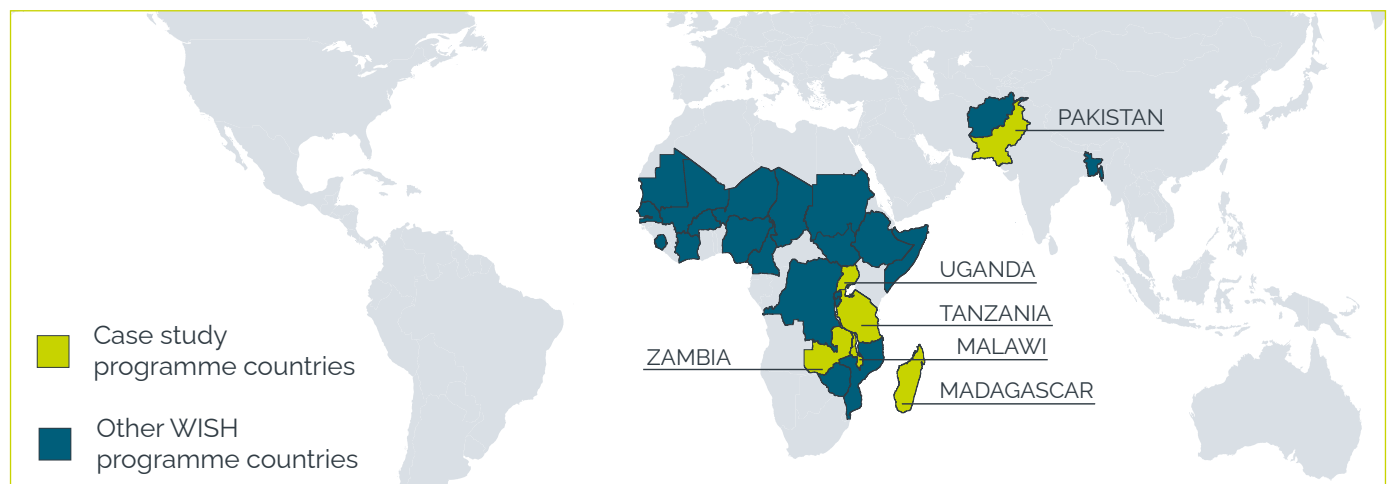 PAKISTAN
UGANDA
TANZANIA
MALAWI
ZAMBIA
MADAGASCAR
Case study
programme countries
Other WISH
programme countries